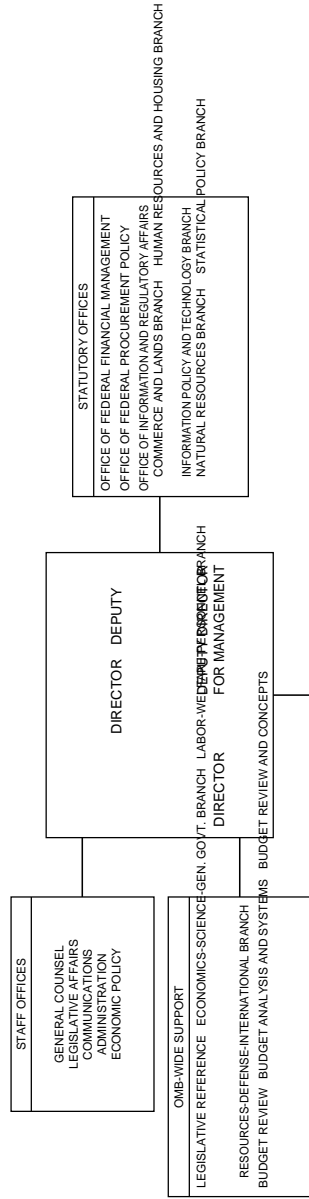 STAFF OFFICES
GENERAL COUNSEL
LEGISLATIVE AFFAIRS
COMMUNICATIONS
ADMINISTRATION
ECONOMIC POLICY
DIRECTOR DEPUTY
DEPUTY DIRECTOR
DIRECTOR FOR MANAGEMENT
STATUTORY OFFICES
OFFICE OF FEDERAL FINANCIAL MANAGEMENT
OFFICE OF FEDERAL PROCUREMENT POLICY
OFFICE OF INFORMATION AND REGULATORY AFFAIRS
COMMERCE AND LANDS BRANCH HUMAN RESOURCES AND HOUSING BRANCH
INFORMATION POLICY AND TECHNOLOGY BRANCH
NATURAL RESOURCES BRANCH STATISTICAL POLICY BRANCH
OMB-WIDE SUPPORT
LEGISLATIVE REFERENCE ECONOMICS-SCIENCE-GEN. GOVT. BRANCH LABOR-WELFARE-PERSONNEL BRANCH
RESOURCES-DEFENSE-INTERNATIONAL BRANCH
BUDGET REVIEW BUDGET ANALYSIS AND SYSTEMS BUDGET REVIEW AND CONCEPTS